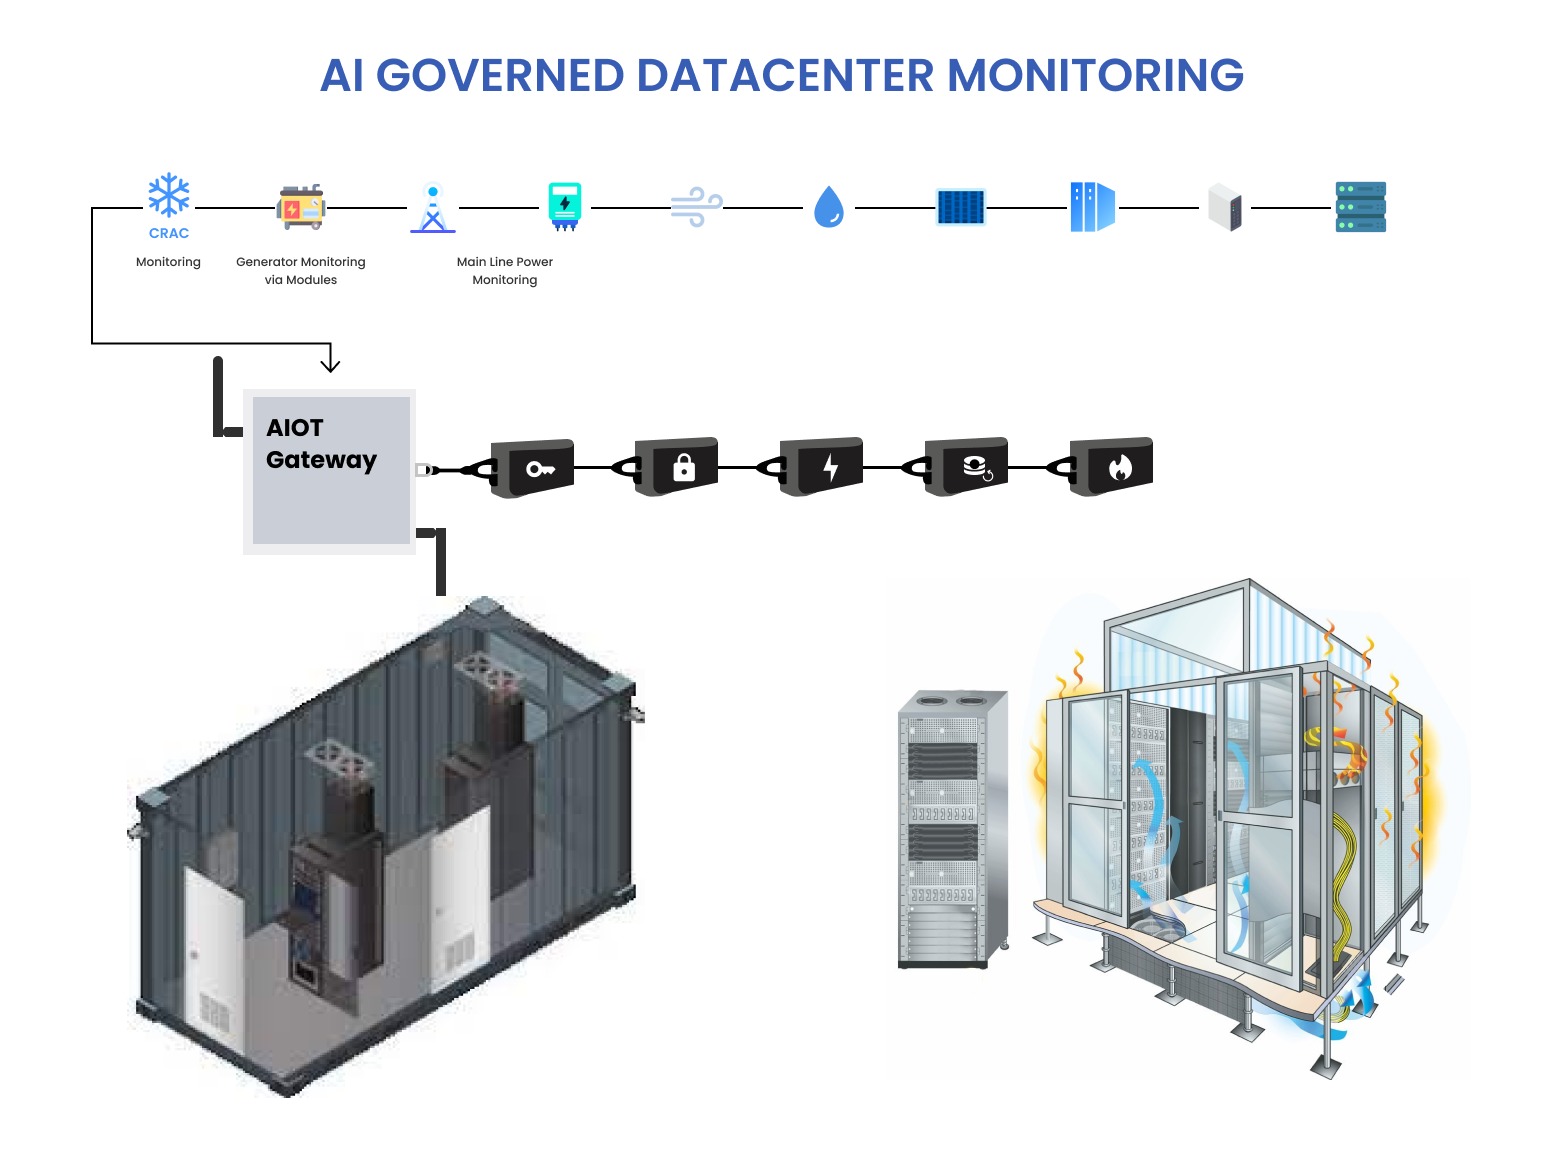 AI GOVERNED DATACENTER MONITORING
CRAC
Monitoring
Generator Monitoring
via Modules
Main Line Power
Monitoring
AIOT
Gateway